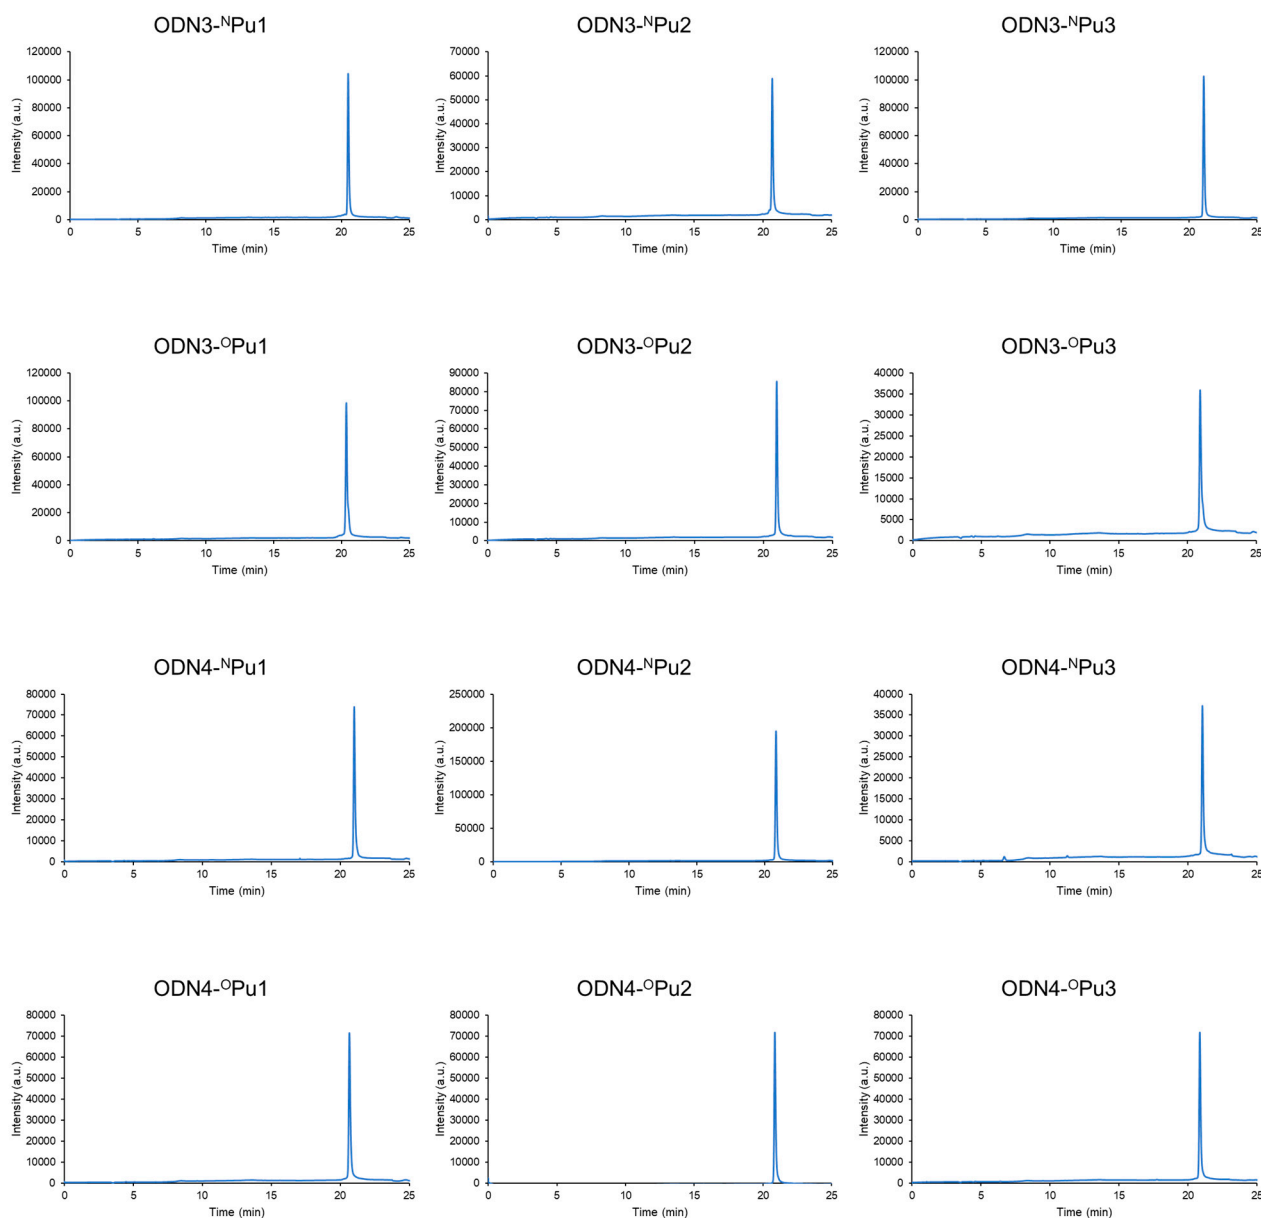 ODN3-ᴺPu1
120000
100000
80000
60000
40000
20000
0
Intensity (a.u.)
0 5 10 15 20 25
Time (min)
ODN3-ᴺPu2
70000
60000
50000
40000
30000
20000
10000
0
Intensity (a.u.)
0 5 10 15 20 25
Time (min)
ODN3-ᴺPu3
120000
100000
80000
60000
40000
20000
0
Intensity (a.u.)
0 5 10 15 20 25
Time (min)
ODN3-ᴼPu1
120000
100000
80000
60000
40000
20000
0
Intensity (a.u.)
0 5 10 15 20 25
Time (min)
ODN3-ᴼPu2
90000
80000
70000
60000
50000
40000
30000
20000
10000
0
Intensity (a.u.)
0 5 10 15 20 25
Time (min)
ODN3-ᴼPu3
40000
35000
30000
25000
20000
15000
10000
5000
0
Intensity (a.u.)
0 5 10 15 20 25
Time (min)
ODN4-ᴺPu1
80000
70000
60000
50000
40000
30000
20000
10000
0
Intensity (a.u.)
0 5 10 15 20 25
Time (min)
ODN4-ᴺPu2
250000
200000
150000
100000
50000
0
Intensity (a.u.)
0 5 10 15 20 25
Time (min)
ODN4-ᴺPu3
40000
35000
30000
25000
20000
15000
10000
5000
0
Intensity (a.u.)
0 5 10 15 20 25
Time (min)
ODN4-ᴼPu1
80000
70000
60000
50000
40000
30000
20000
10000
0
Intensity (a.u.)
0 5 10 15 20 25
Time (min)
ODN4-ᴼPu2
80000
70000
60000
50000
40000
30000
20000
10000
0
Intensity (a.u.)
0 5 10 15 20 25
Time (min)
ODN4-ᴼPu3
80000
70000
60000
50000
40000
30000
20000
10000
0
Intensity (a.u.)
0 5 10 15 20 25
Time (min)